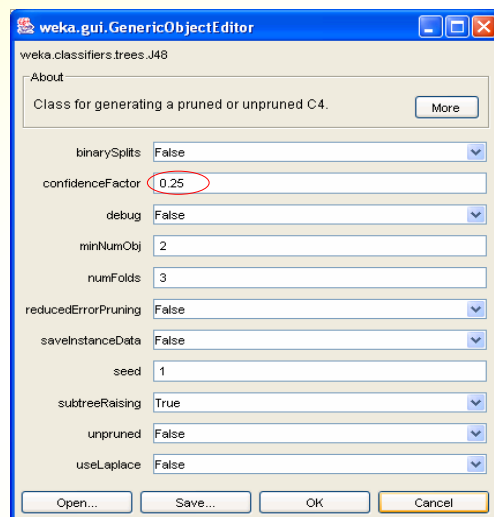 weka.gui.GenericObjectEditor
weka.classifiers.trees.J48
About
Class for generating a pruned or unpruned C4. More
binarySplits False
confidenceFactor 0.25
debug False
minNumObj 2
numFolds 3
reducedErrorPruning False
saveInstanceData False
seed 1
subtreeRaising True
unpruned False
useLaplace False
Open... Save... OK Cancel